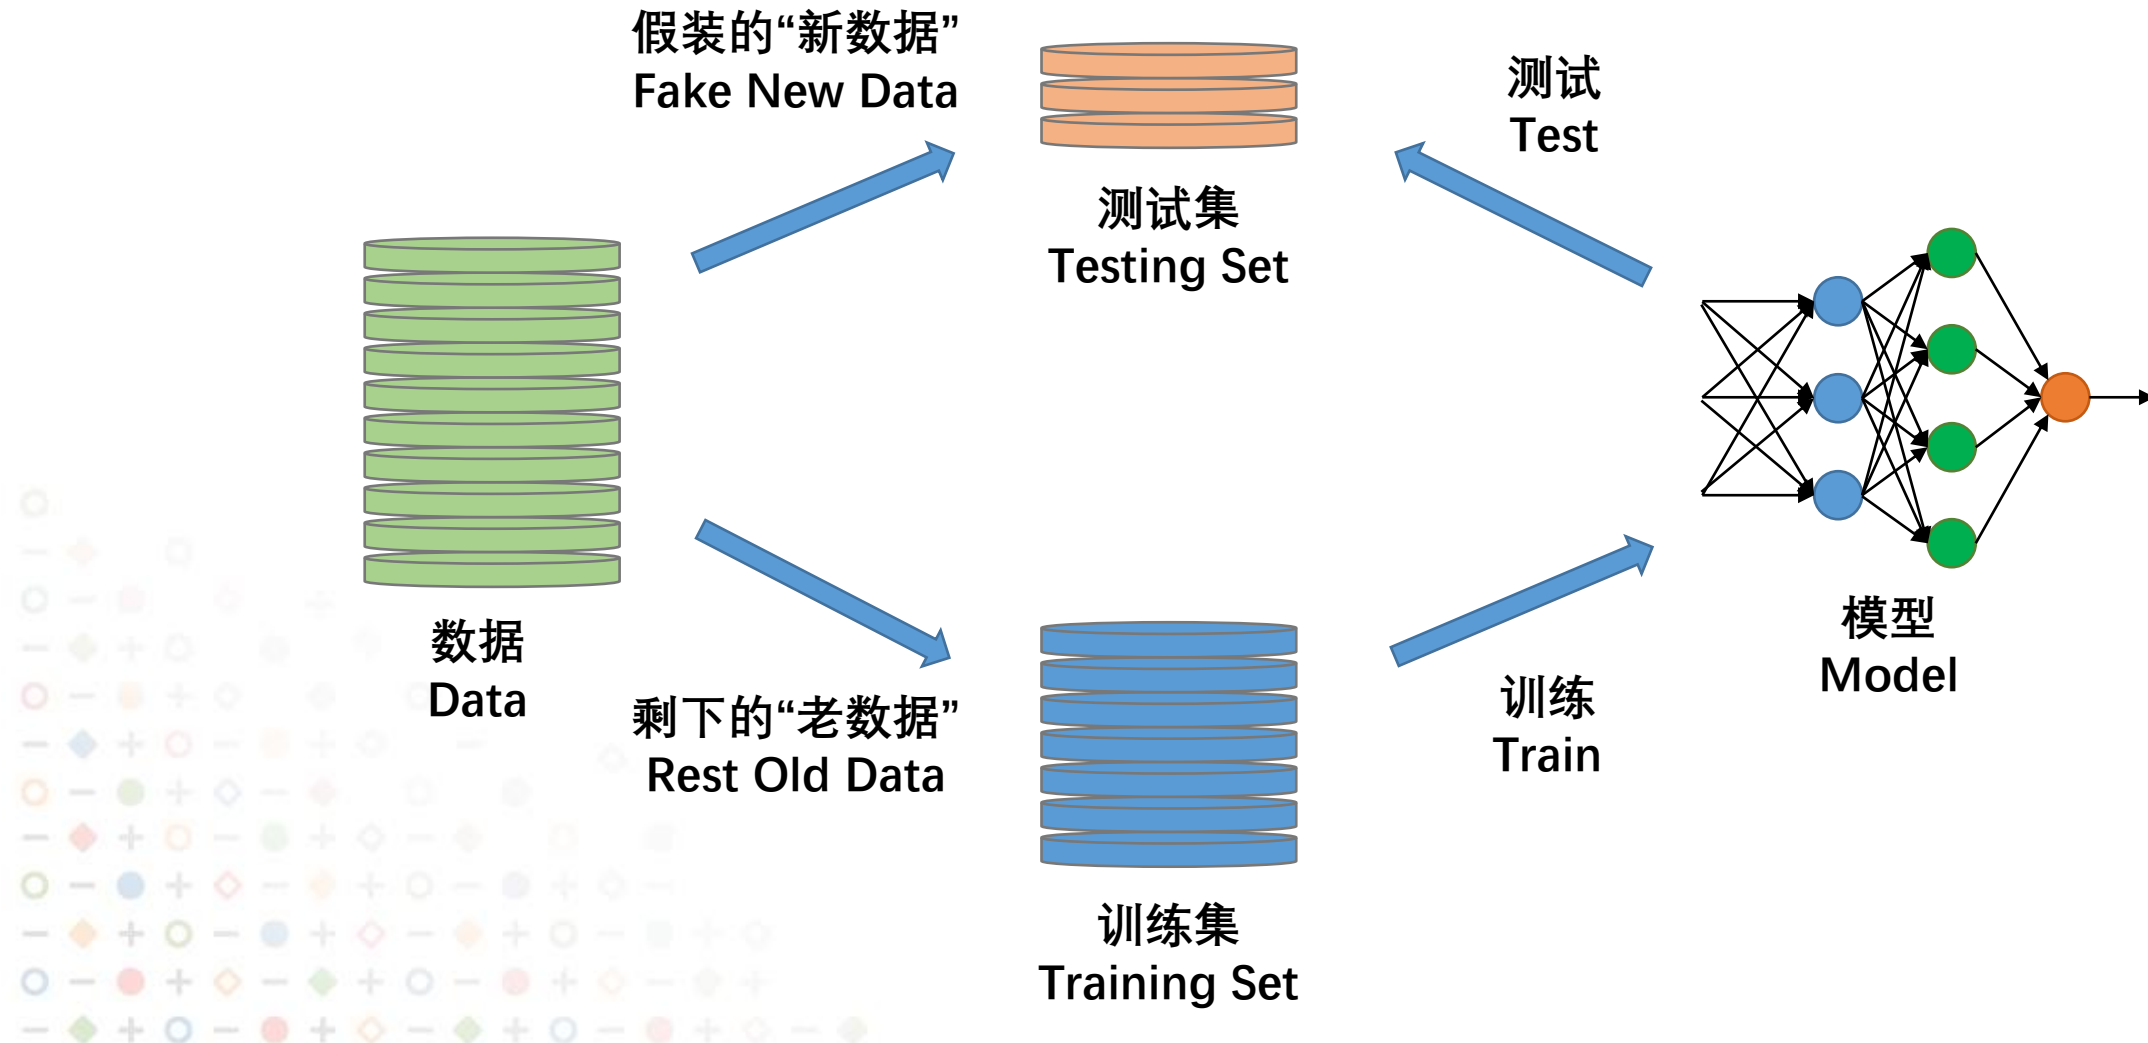 假装的“新数据”
Fake New Data
测试集
Testing Set
测试
Test
数据
Data
剩下的“老数据”
Rest Old Data
训练集
Training Set
训练
Train
模型
Model